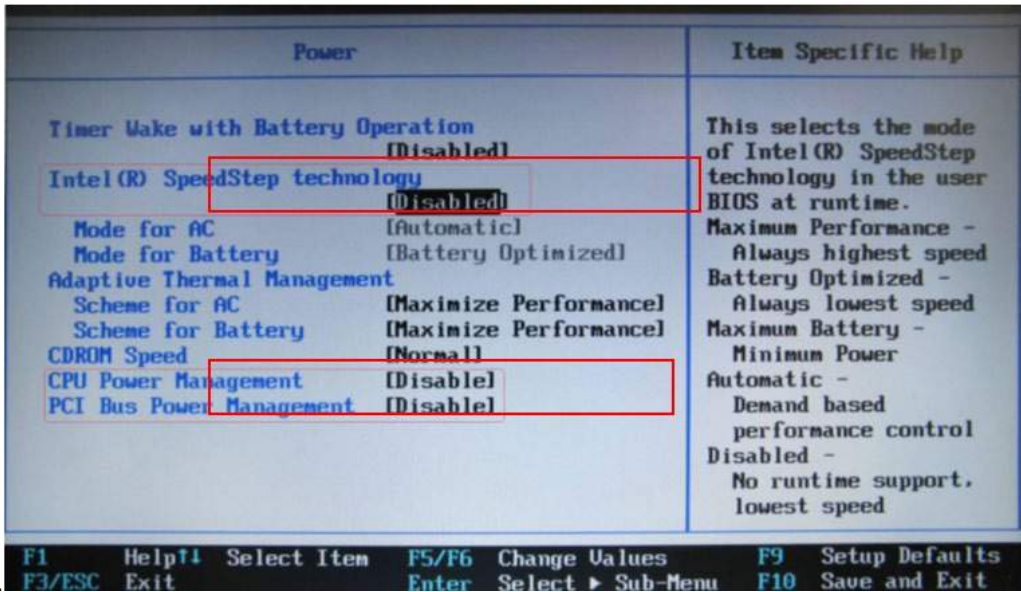 Power
Timer Wake with Battery Operation
[Disabled]
Intel(R) SpeedStep technology
[Disabled]
Mode for AC [Automatic]
Mode for Battery [Battery Optimized]
Adaptive Thermal Management
Scheme for AC [Maximize Performance]
Scheme for Battery [Maximize Performance]
CDROM Speed [Normal]
CPU Power Management [Disable]
PCI Bus Power Management [Disable]
Item Specific Help
This selects the mode
of Intel(R) SpeedStep
technology in the user
BIOS at runtime.
Maximum Performance -
Always highest speed
Battery Optimized -
Always lowest speed
Maximum Battery -
Minimum Power
Automatic -
Demand based
performance control
Disabled -
No runtime support,
lowest speed
F1 Help↑↓ Select Item F5/F6 Change Values F9 Setup Defaults
F3/ESC Exit Enter Select ▶ Sub-Menu F10 Save and Exit